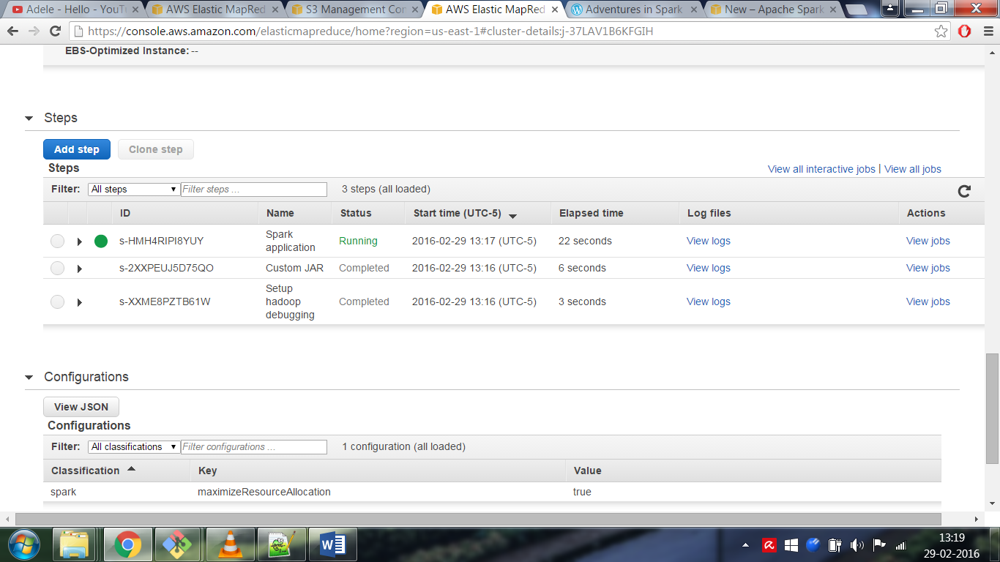 Adele - Hello - YouTu
AWS Elastic MapRed
S3 Management Con
AWS Elastic MapRed
Adventures in Spark
New – Apache Spark
https://console.aws.amazon.com/elasticmapreduce/home?region=us-east-1#cluster-details:j-37LAV1B6KFGIH
EBS-Optimized Instance: --
Steps
Add step
Clone step
Steps
View all interactive jobs | View all jobs
Filter: All steps Filter steps ... 3 steps (all loaded)
ID Name Status Start time (UTC-5) Elapsed time Log files Actions
s-HMH4RIPI8YUY Spark application Running 2016-02-29 13:17 (UTC-5) 22 seconds View logs View jobs
s-2XXPEUJ5D75QO Custom JAR Completed 2016-02-29 13:16 (UTC-5) 6 seconds View logs View jobs
s-XXME8PZTB61W Setup hadoop debugging Completed 2016-02-29 13:16 (UTC-5) 3 seconds View logs View jobs
Configurations
View JSON
Configurations
Filter: All classifications Filter configurations ... 1 configuration (all loaded)
Classification Key Value
spark maximizeResourceAllocation true
13:19
29-02-2016